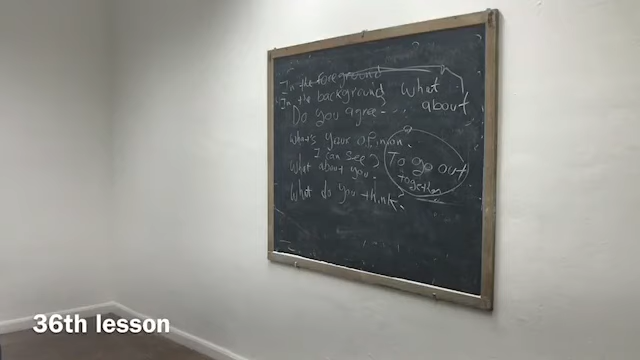 In the foreground
In the background
What about
Do you agree ...
What's your opinion.
I can see
What about you.
To go out
together
What do you think.
36th lesson